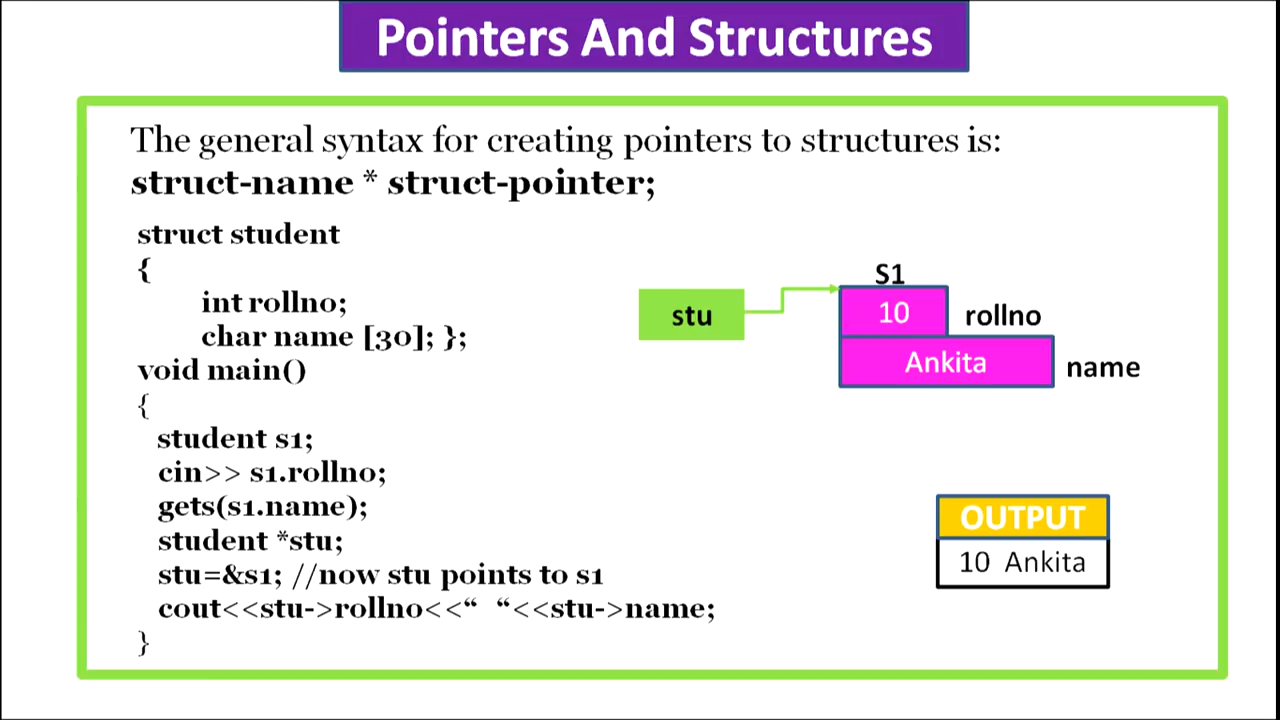 Pointers And Structures
The general syntax for creating pointers to structures is:
struct-name * struct-pointer;
struct student
{
int rollno;
char name [30]; };
void main()
{
student s1;
cin>> s1.rollno;
gets(s1.name);
student *stu;
stu=&s1; //now stu points to s1
cout<<stu->rollno<<“  “<<stu->name;
}
stu
S1
10
rollno
Ankita
name
OUTPUT
10  Ankita